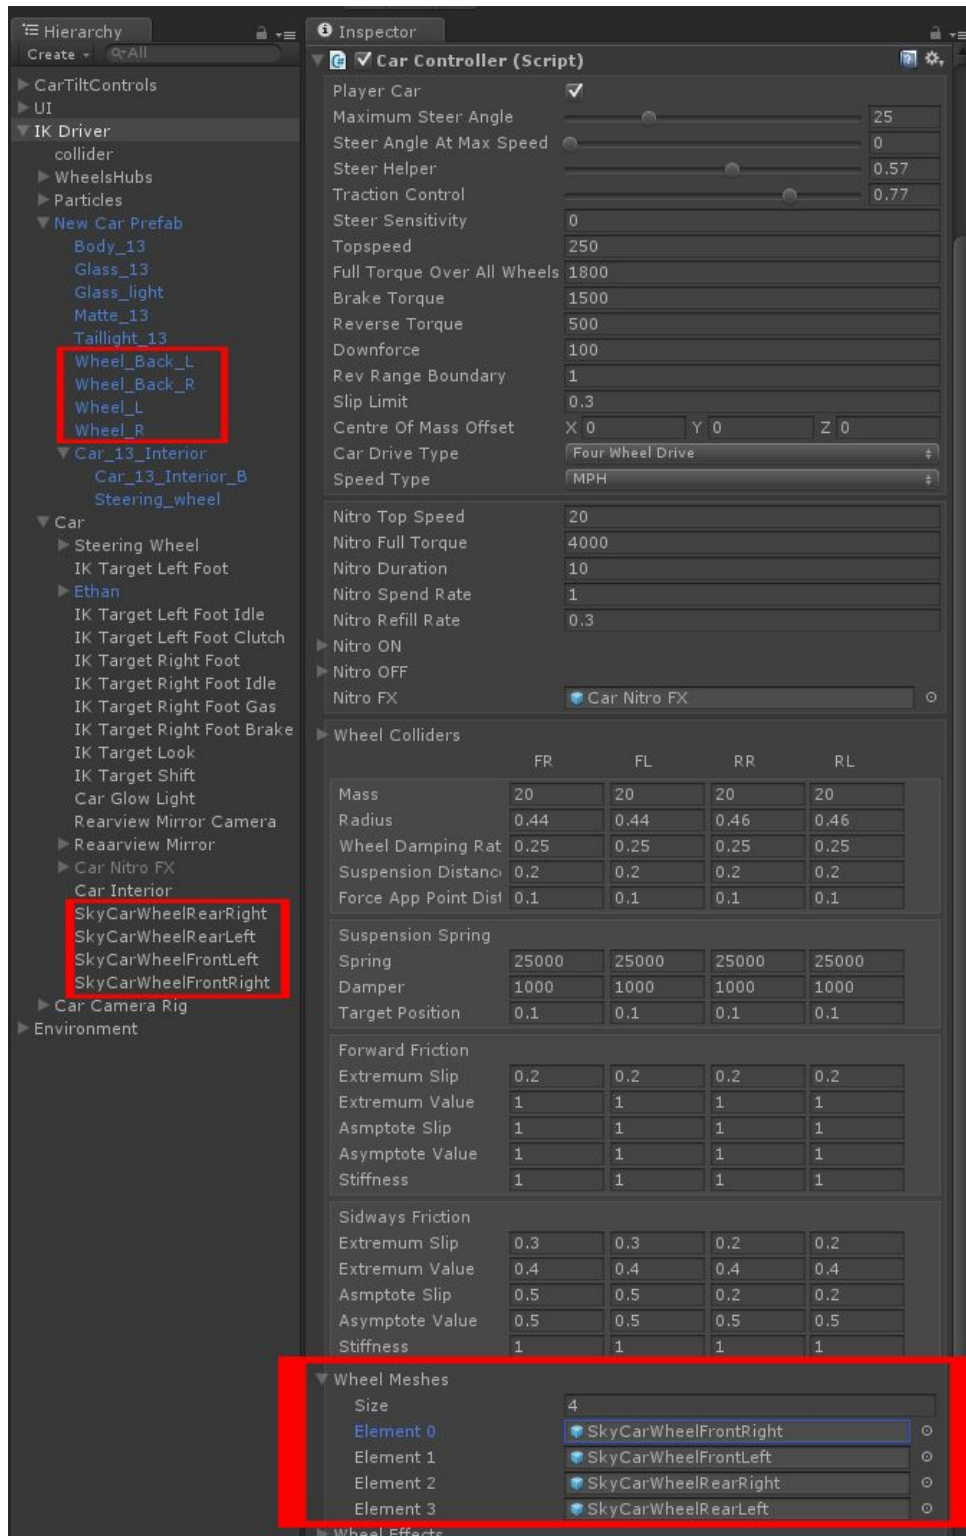 Hierarchy
Create
All
CarTiltControls
UI
IK Driver
collider
WheelsHubs
Particles
New Car Prefab
Body_13
Glass_13
Glass_light
Matte_13
Taillight_13
Wheel_Back_L
Wheel_Back_R
Wheel_L
Wheel_R
Car_13_Interior
Car_13_Interior_B
Steering_wheel
Car
Steering Wheel
IK Target Left Foot
Ethan
IK Target Left Foot Idle
IK Target Left Foot Clutch
IK Target Right Foot
IK Target Right Foot Idle
IK Target Right Foot Gas
IK Target Right Foot Brake
IK Target Look
IK Target Shift
Car Glow Light
Rearview Mirror Camera
Reaarview Mirror
Car Nitro FX
Car Interior
SkyCarWheelRearRight
SkyCarWheelRearLeft
SkyCarWheelFrontLeft
SkyCarWheelFrontRight
Car Camera Rig
Environment
Inspector
Car Controller (Script)
Player Car
Maximum Steer Angle 25
Steer Angle At Max Speed 0
Steer Helper 0.57
Traction Control 0.77
Steer Sensitivity 0
Topspeed 250
Full Torque Over All Wheels 1800
Brake Torque 1500
Reverse Torque 500
Downforce 100
Rev Range Boundary 1
Slip Limit 0.3
Centre Of Mass Offset X 0 Y 0 Z 0
Car Drive Type Four Wheel Drive
Speed Type MPH
Nitro Top Speed 20
Nitro Full Torque 4000
Nitro Duration 10
Nitro Spend Rate 1
Nitro Refill Rate 0.3
Nitro ON
Nitro OFF
Nitro FX Car Nitro FX
Wheel Colliders
FR FL RR RL
Mass 20 20 20 20
Radius 0.44 0.44 0.46 0.46
Wheel Damping Rat 0.25 0.25 0.25 0.25
Suspension Distanc 0.2 0.2 0.2 0.2
Force App Point Dist 0.1 0.1 0.1 0.1
Suspension Spring
Spring 25000 25000 25000 25000
Damper 1000 1000 1000 1000
Target Position 0.1 0.1 0.1 0.1
Forward Friction
Extremum Slip 0.2 0.2 0.2 0.2
Extremum Value 1 1 1 1
Asmptote Slip 1 1 1 1
Asymptote Value 1 1 1 1
Stiffness 1 1 1 1
Sidways Friction
Extremum Slip 0.3 0.3 0.2 0.2
Extremum Value 0.4 0.4 0.4 0.4
Asmptote Slip 0.5 0.5 0.2 0.2
Asymptote Value 0.5 0.5 0.5 0.5
Stiffness 1 1 1 1
Wheel Meshes
Size 4
Element 0 SkyCarWheelFrontRight
Element 1 SkyCarWheelFrontLeft
Element 2 SkyCarWheelRearRight
Element 3 SkyCarWheelRearLeft
Wheel Effects